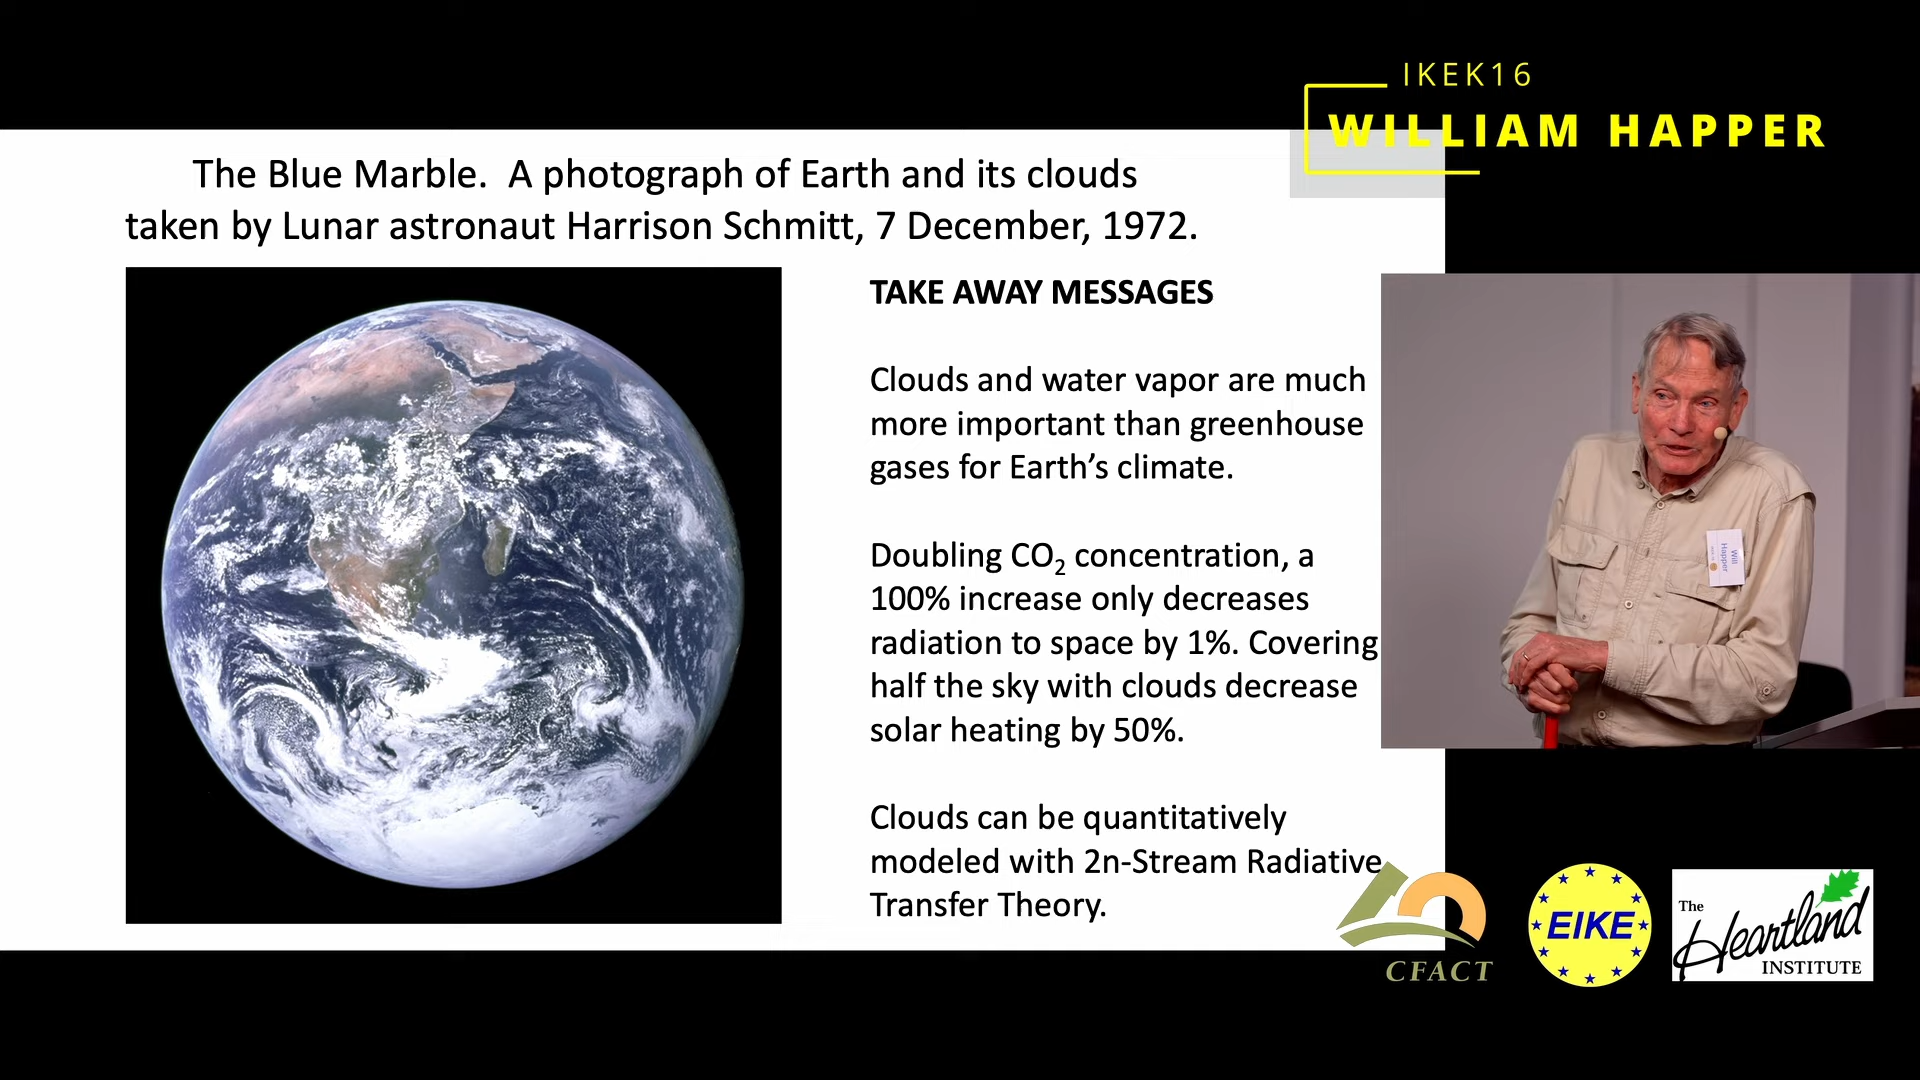 IKEK16
WILLIAM HAPPER
The Blue Marble. A photograph of Earth and its clouds
taken by Lunar astronaut Harrison Schmitt, 7 December, 1972.
TAKE AWAY MESSAGES
Clouds and water vapor are much
more important than greenhouse
gases for Earth’s climate.
Doubling CO₂ concentration, a
100% increase only decreases
radiation to space by 1%. Covering
half the sky with clouds decrease
solar heating by 50%.
Clouds can be quantitatively
modeled with 2n-Stream Radiative
Transfer Theory.
Will
Happer
CFACT
EIKE
The
Heartland
INSTITUTE